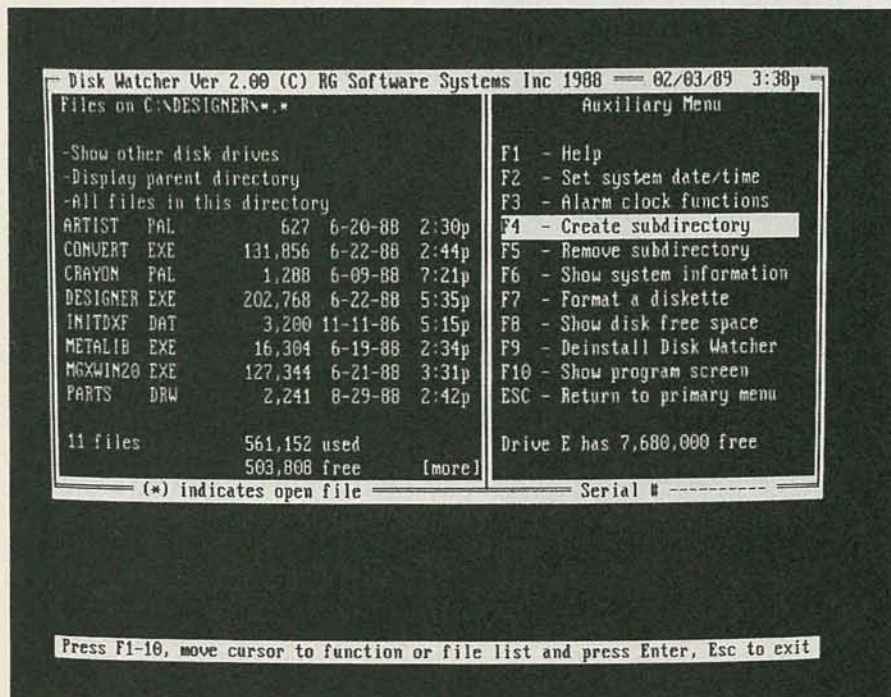 Disk Watcher Ver 2.00 (C) RG Software Systems Inc 1988 02/03/89 3:38p
Files on C:\DESIGNER\*.*
-Show other disk drives
-Display parent directory
-All files in this directory
ARTIST PAL 627 6-20-88 2:30p
CONVERT EXE 131,856 6-22-88 2:44p
CRAYON PAL 1,288 6-09-88 7:21p
DESIGNER EXE 202,768 6-22-88 5:35p
INITDXF DAT 3,200 11-11-86 5:15p
METALIB EXE 16,304 6-19-88 2:34p
MGXWIN20 EXE 127,344 6-21-88 3:31p
PARTS DRW 2,241 8-29-88 2:42p
11 files 561,152 used
503,808 free [more]
(*) indicates open file
Auxiliary Menu
F1 - Help
F2 - Set system date/time
F3 - Alarm clock functions
F4 - Create subdirectory
F5 - Remove subdirectory
F6 - Show system information
F7 - Format a diskette
F8 - Show disk free space
F9 - Deinstall Disk Watcher
F10 - Show program screen
ESC - Return to primary menu
Drive E has 7,680,000 free
Serial # ----------
Press F1-10, move cursor to function or file list and press Enter, Esc to exit